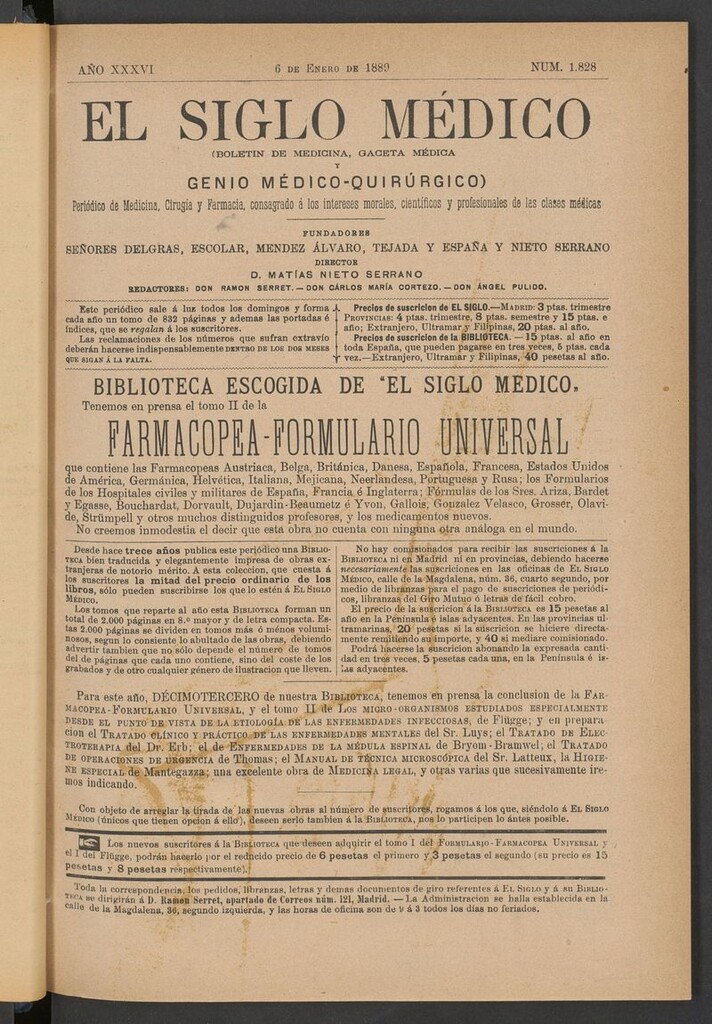 AÑO XXXVI 6 DE ENERO DE 1889 NUM. 1.828
EL SIGLO MÉDICO
(BOLETIN DE MEDICINA, GACETA MÉDICA
Y
GENIO MÉDICO-QUIRÚRGICO)
Periódico de Medicina, Cirugía y Farmacia, consagrado á los intereses morales, científicos y profesionales de las clases médicas
FUNDADORES
SEÑORES DELGRAS, ESCOLAR, MENDEZ ÁLVARO, TEJADA Y ESPAÑA Y NIETO SERRANO
DIRECTOR
D. MATÍAS NIETO SERRANO
REDACTORES: DON RAMON SERRET. — DON CÁRLOS MARÍA CORTEZO. — DON ÁNGEL PULIDO.
Este periódico sale á luz todos los domingos y forma
cada año un tomo de 832 páginas y ademas las portadas é
índices, que se regalan á los suscritores.
Las reclamaciones de los números que sufran extravío
deberán hacerse indispensablemente DENTRO DE LOS DOS MESES
QUE SIGAN Á LA FALTA.
Precios de suscricion de EL SIGLO.—MADRID: 3 ptas. trimestre
PROVINCIAS: 4 ptas. trimestre, 8 ptas. semestre y 15 ptas. e
año; Extranjero, Ultramar y Filipinas, 20 ptas. al año.
Precios de suscricion de la BIBLIOTECA. — 15 ptas. al año en
toda España, que pueden pagarse en tres veces, 5 ptas. cada
vez.—Extranjero, Ultramar y Filipinas, 40 pesetas al año.
BIBLIOTECA ESCOGIDA DE "EL SIGLO MÉDICO„
Tenemos en prensa el tomo II de la
FARMACOPEA-FORMULARIO UNIVERSAL
que contiene las Farmacopeas Austriaca, Belga, Británica, Danesa, Española, Francesa, Estados Unidos
de América, Germánica, Helvética, Italiana, Mejicana, Neerlandesa, Portuguesa y Rusa; los Formularios
de los Hospitales civiles y militares de España, Francia é Inglaterra; Fórmulas de los Sres. Ariza, Bardet
y Egasse, Bouchardat, Dorvault, Dujardin-Beaumetz é Yvon, Gallois, Gonzalez Velasco, Grosser, Olavi-
de, Strümpell y otros muchos distinguidos profesores, y los medicamentos nuevos.
No creemos inmodestia el decir que esta obra no cuenta con ninguna otra análoga en el mundo.
Desde hace trece años publica este periódico una BIBLIO-
TECA bien traducida y elegantemente impresa de obras ex-
tranjeras de notorio mérito. A esta coleccion, que cuesta á
los suscritores la mitad del precio ordinario de los
libros, sólo pueden suscribirse los que lo estén á EL SIGLO
MÉDICO.
Los tomos que reparte al año esta BIBLIOTECA forman un
total de 2.000 páginas en 8.º mayor y de letra compacta. Es-
tas 2.000 páginas se dividen en tomos más ó ménos volumi-
nosos, segun lo consiente lo abultado de las obras, debiendo
advertir tambien que no sólo depende el número de tomos
del de páginas que cada uno contiene, sino del coste de los
grabados y de otro cualquier género de ilustracion que lleven.
No hay comisionados para recibir las suscriciones á la
BIBLIOTECA ni en Madrid ni en provincias, debiendo hacerse
necesariamente las suscriciones en las oficinas de EL SIGLO
MÉDICO, calle de la Magdalena, núm. 36, cuarto segundo, por
medio de libranzas para el pago de suscriciones de periódi-
cos, libranzas del Giro Mutuo ó letras de fácil cobro.
El precio de la suscricion á la BIBLIOTECA es 15 pesetas
al año en la Península é islas adyacentes. En las provincias ul-
tramarinas, 20 pesetas si la suscricion se hiciere directa-
mente remitiendo su importe, y 40 si mediare comisionado.
Podrá hacerse la suscricion abonando la expresada canti-
dad en tres veces, 5 pesetas cada una, en la Península é is-
las adyacentes.
Para este año, DÉCIMOTERCERO de nuestra BIBLIOTECA, tenemos en prensa la conclusion de la FAR-
MACOPEA-FORMULARIO UNIVERSAL, y el tomo II de LOS MICRO-ORGANISMOS ESTUDIADOS ESPECIALMENTE
DESDE EL PUNTO DE VISTA DE LA ETIOLOGÍA DE LAS ENFERMEDADES INFECCIOSAS, de Flügge; y en prepara
cion el TRATADO CLÍNICO Y PRÁCTICO DE LAS ENFERMEDADES MENTALES del Sr. Luys; el TRATADO DE ELEC-
TROTERAPIA del Dr. Erb; el de ENFERMEDADES DE LA MÉDULA ESPINAL de Bryom-Bramwel; el TRATADO
DE OPERACIONES DE URGENCIA de Thomas; el MANUAL DE TÉCNICA MICROSCÓPICA del Sr. Latteux, la HIGIE-
NE ESPECIAL de Mantegazza; una excelente obra de MEDICINA LEGAL, y otras varias que sucesivamente ire-
mos indicando.
Con objeto de arreglar la tirada de las nuevas obras al número de suscritores, rogamos á los que, siéndolo á EL SIGLO
MÉDICO (únicos que tienen opcion á ello), deseen serlo tambien á la BIBLIOTECA, nos lo participen lo ántes posible.
Los nuevos suscritores á la BIBLIOTECA que deseen adquirir el tomo I del FORMULARIO-FARMACOPEA UNIVERSAL y
el I del Flügge, podrán hacerlo por el reducido precio de 6 pesetas el primero y 3 pesetas el segundo (su precio es 15
pesetas y 8 pesetas respectivamente).
Toda la correspondencia, los pedidos, libranzas, letras y demas documentos de giro referentes á EL SIGLO y á su BIBLIO-
TECA se dirigirán á D. Ramon Serret, apartado de Correos núm. 121, Madrid. — La Administracion se halla establecida en la
calle de la Magdalena, 36, segundo izquierda, y las horas de oficina son de 9 á 3 todos los dias no feriados.